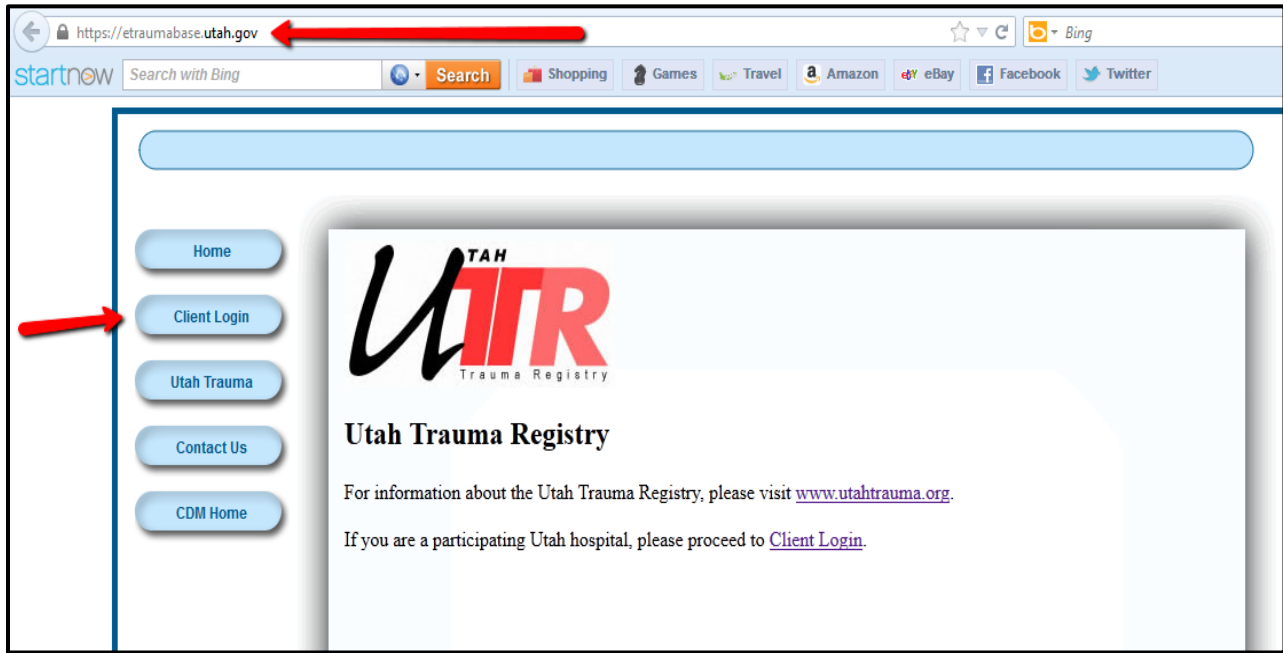 https://etraumabase.utah.gov Bing
startnow Search with Bing Search Shopping Games Travel a Amazon ebY eBay Facebook Twitter
Home
Client Login
Utah Trauma
Contact Us
CDM Home
UTAH
TR
Trauma Registry
Utah Trauma Registry
For information about the Utah Trauma Registry, please visit www.utahtrauma.org.
If you are a participating Utah hospital, please proceed to Client Login.